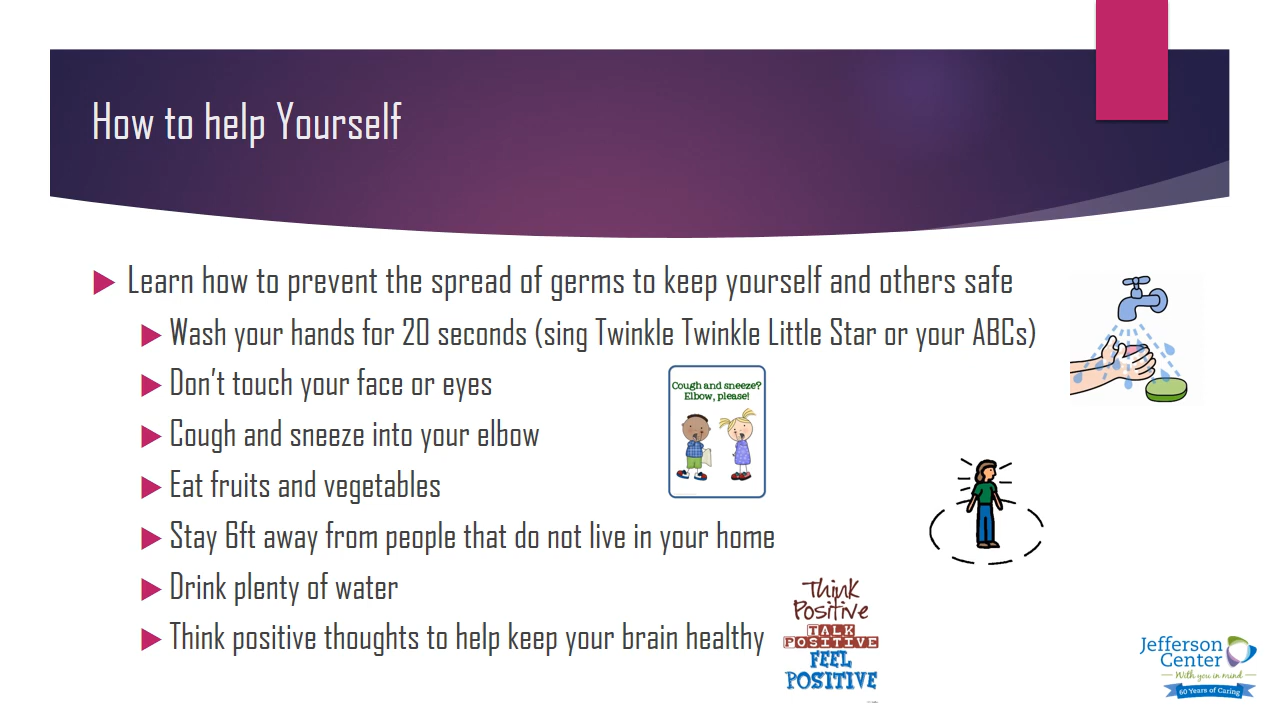 How to help Yourself
Learn how to prevent the spread of germs to keep yourself and others safe
Wash your hands for 20 seconds (sing Twinkle Twinkle Little Star or your ABCs)
Don't touch your face or eyes
Cough and sneeze?
Elbow, please!
Cough and sneeze into your elbow
Eat fruits and vegetables
Stay 6ft away from people that do not live in your home
Drink plenty of water
Think positive thoughts to help keep your brain healthy
Think
Positive
TALK
POSITIVE
FEEL
POSITIVE
Jefferson
Center
With you in mind
60 Years of Caring